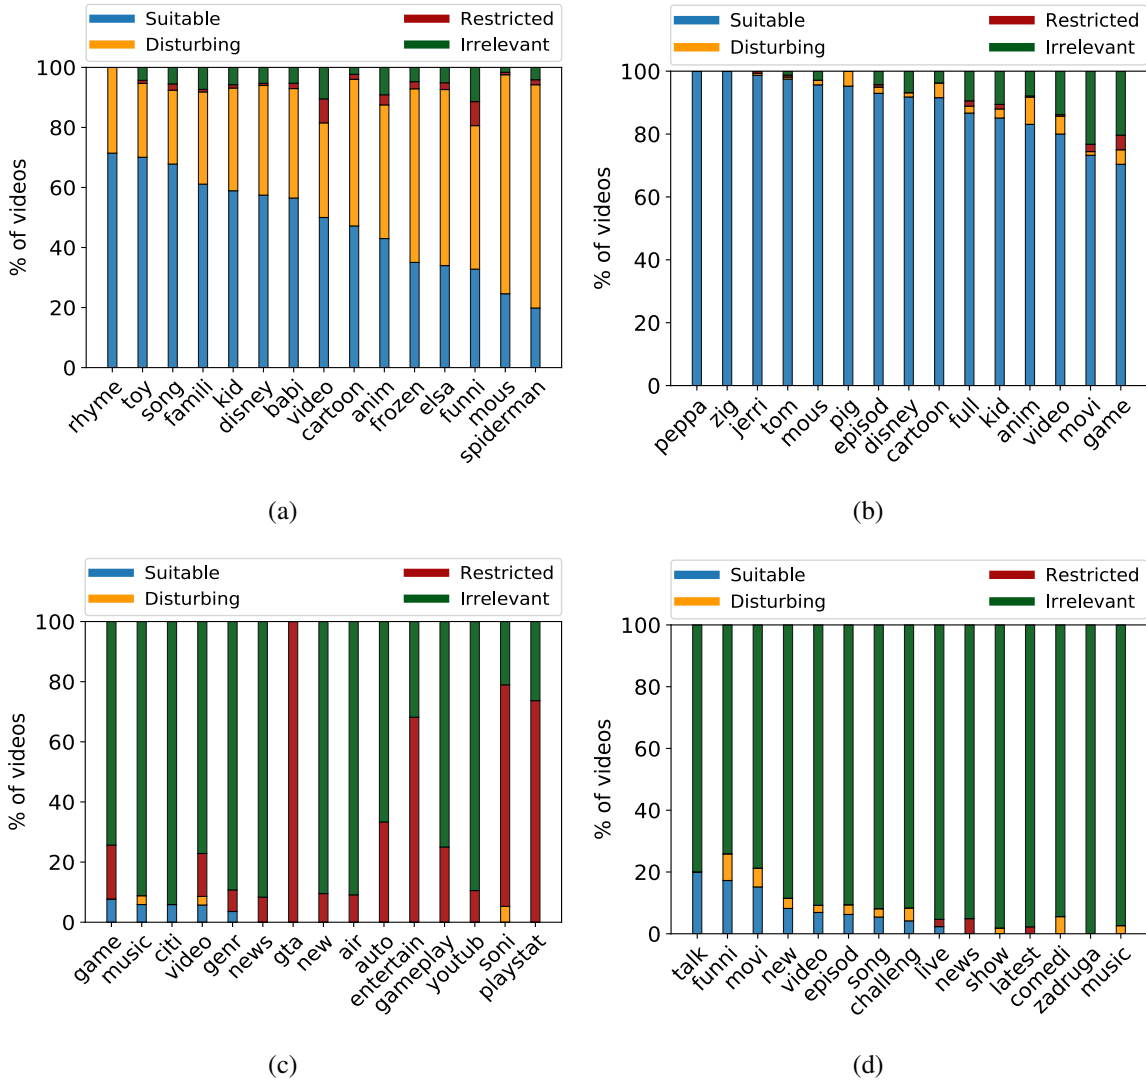 Suitable Restricted
Disturbing Irrelevant
100
80
60
40
20
0
% of videos
rhyme toy song famili kid disney babi video cartoon anim frozen elsa funni mous spiderman
(a)
Suitable Restricted
Disturbing Irrelevant
100
80
60
40
20
0
% of videos
peppa zig jerri tom mous pig episod disney cartoon full kid anim video movi game
(b)
Suitable Restricted
Disturbing Irrelevant
100
80
60
40
20
0
% of videos
game music citi video genr news gta new air auto entertain gameplay youtub soni playstat
(c)
Suitable Restricted
Disturbing Irrelevant
100
80
60
40
20
0
% of videos
talk funni movi new video episod song challeng live news show latest comedi zadruga music
(d)